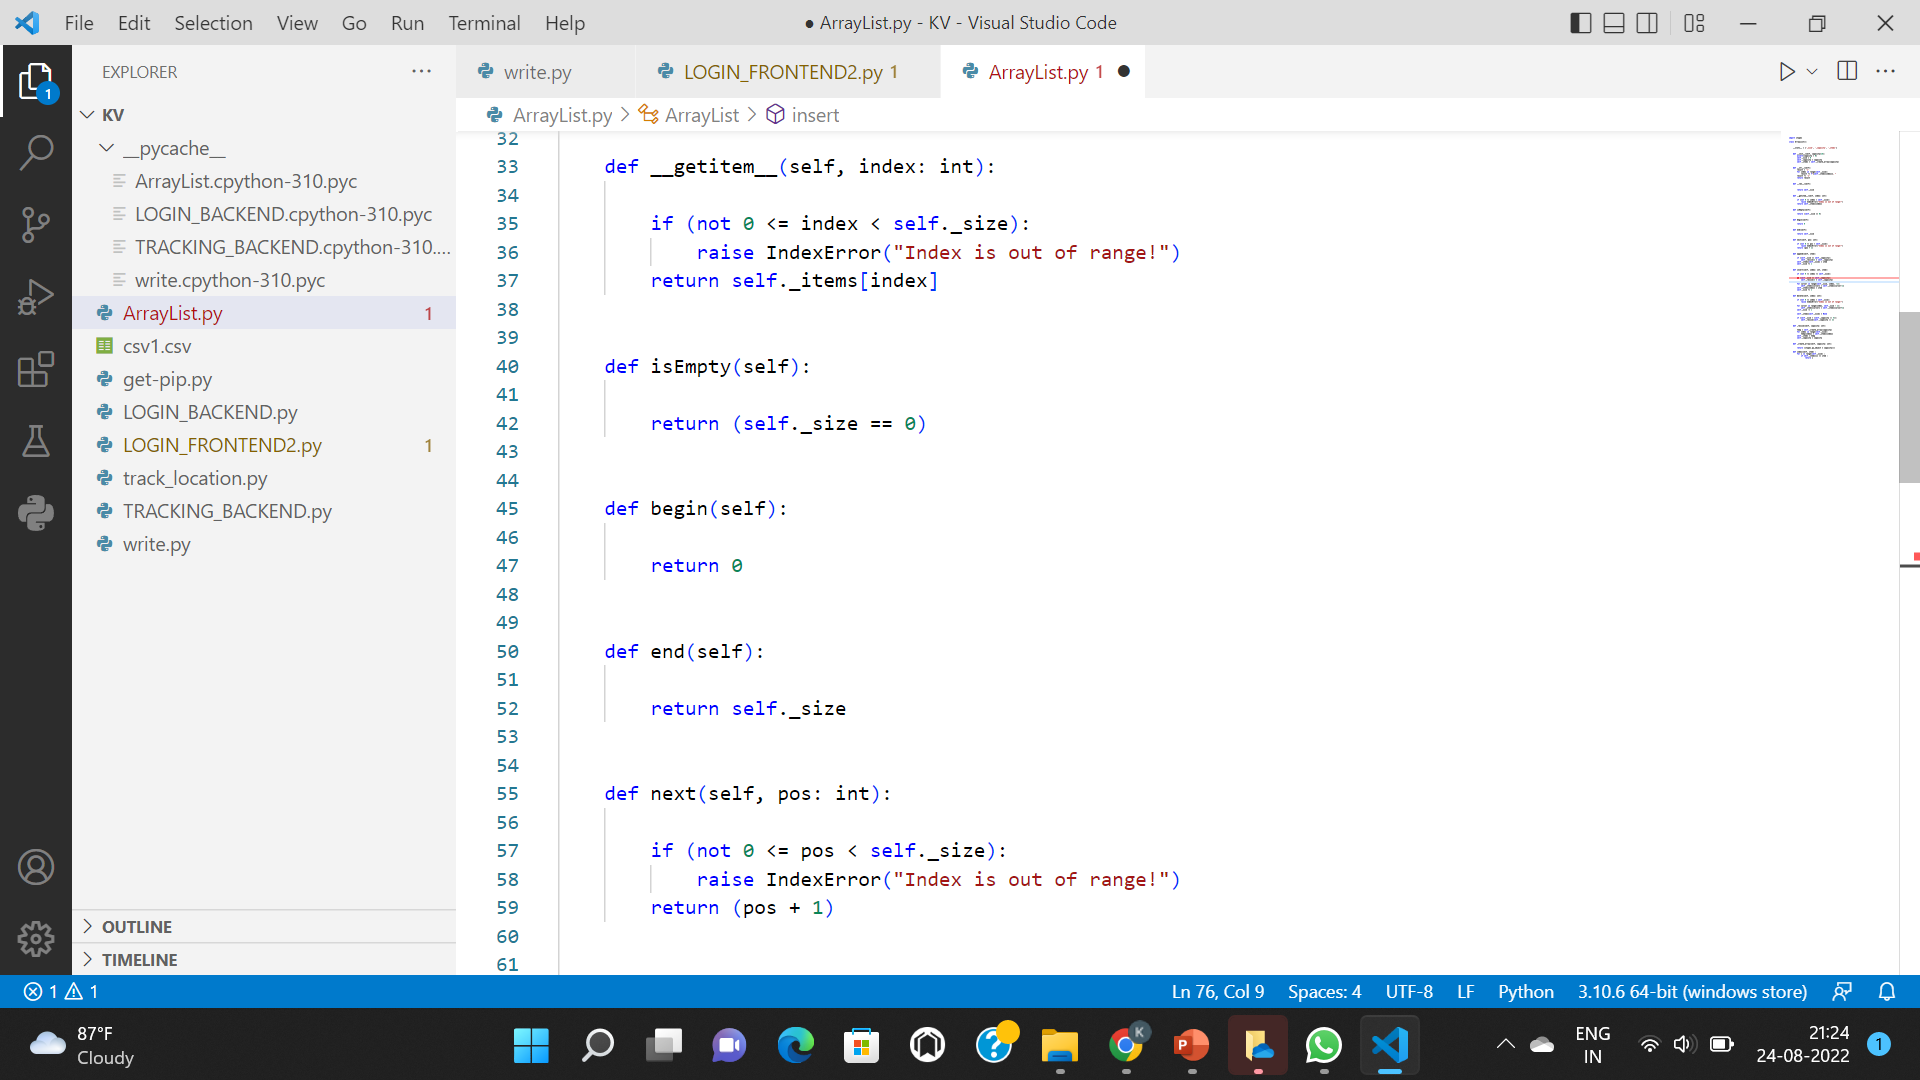 File Edit Selection View Go Run Terminal Help
● ArrayList.py - KV - Visual Studio Code
EXPLORER
write.py
LOGIN_FRONTEND2.py 1
ArrayList.py 1
ArrayList.py > ArrayList > insert
1
KV
__pycache__
ArrayList.cpython-310.pyc
LOGIN_BACKEND.cpython-310.pyc
TRACKING_BACKEND.cpython-310....
write.cpython-310.pyc
ArrayList.py 1
csv1.csv
get-pip.py
LOGIN_BACKEND.py
LOGIN_FRONTEND2.py 1
track_location.py
TRACKING_BACKEND.py
write.py
OUTLINE
TIMELINE
32
33 def __getitem__(self, index: int):
34
35 if (not 0 <= index < self._size):
36 raise IndexError("Index is out of range!")
37 return self._items[index]
38
39
40 def isEmpty(self):
41
42 return (self._size == 0)
43
44
45 def begin(self):
46
47 return 0
48
49
50 def end(self):
51
52 return self._size
53
54
55 def next(self, pos: int):
56
57 if (not 0 <= pos < self._size):
58 raise IndexError("Index is out of range!")
59 return (pos + 1)
60
61
1 1
Ln 76, Col 9 Spaces: 4 UTF-8 LF Python 3.10.6 64-bit (windows store)
87°F
Cloudy
K
P
ENG
IN
21:24
24-08-2022
1